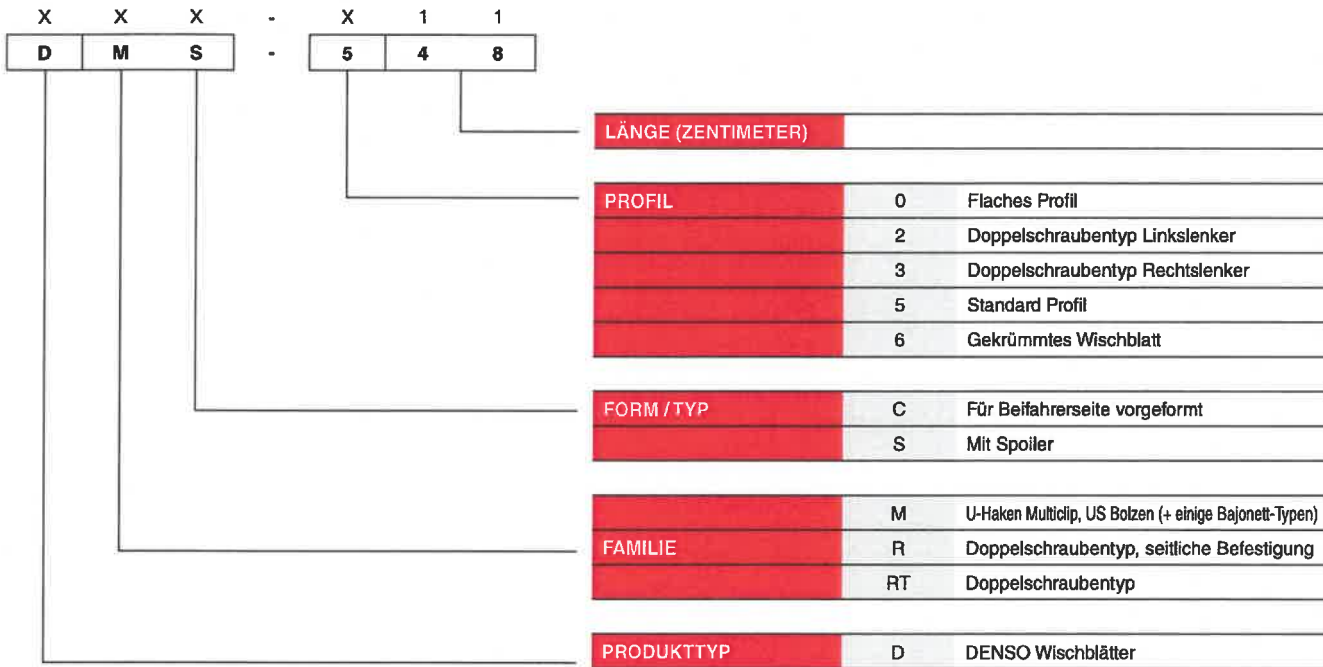 X X X - X 1 1
D M S - 5 4 8
LÄNGE (ZENTIMETER)
PROFIL 0 Flaches Profil
2 Doppelschraubentyp Linkslenker
3 Doppelschraubentyp Rechtslenker
5 Standard Profil
6 Gekrümmtes Wischblatt
FORM / TYP C Für Beifahrerseite vorgeformt
S Mit Spoiler
M U-Haken Multiclip, US Bolzen (+ einige Bajonett-Typen)
FAMILIE R Doppelschraubentyp, seitliche Befestigung
RT Doppelschraubentyp
PRODUKTTYP D DENSO Wischblätter